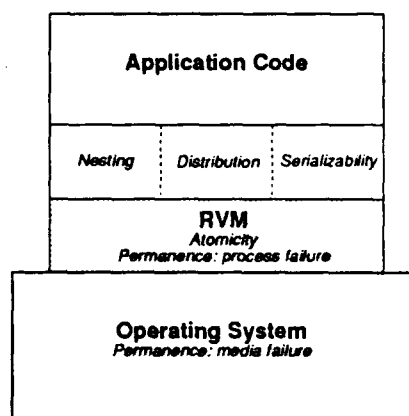 Application Code
Nesting Distribution Serializability
RVM
Atomicity
Permanence: process failure
Operating System
Permanence: media failure